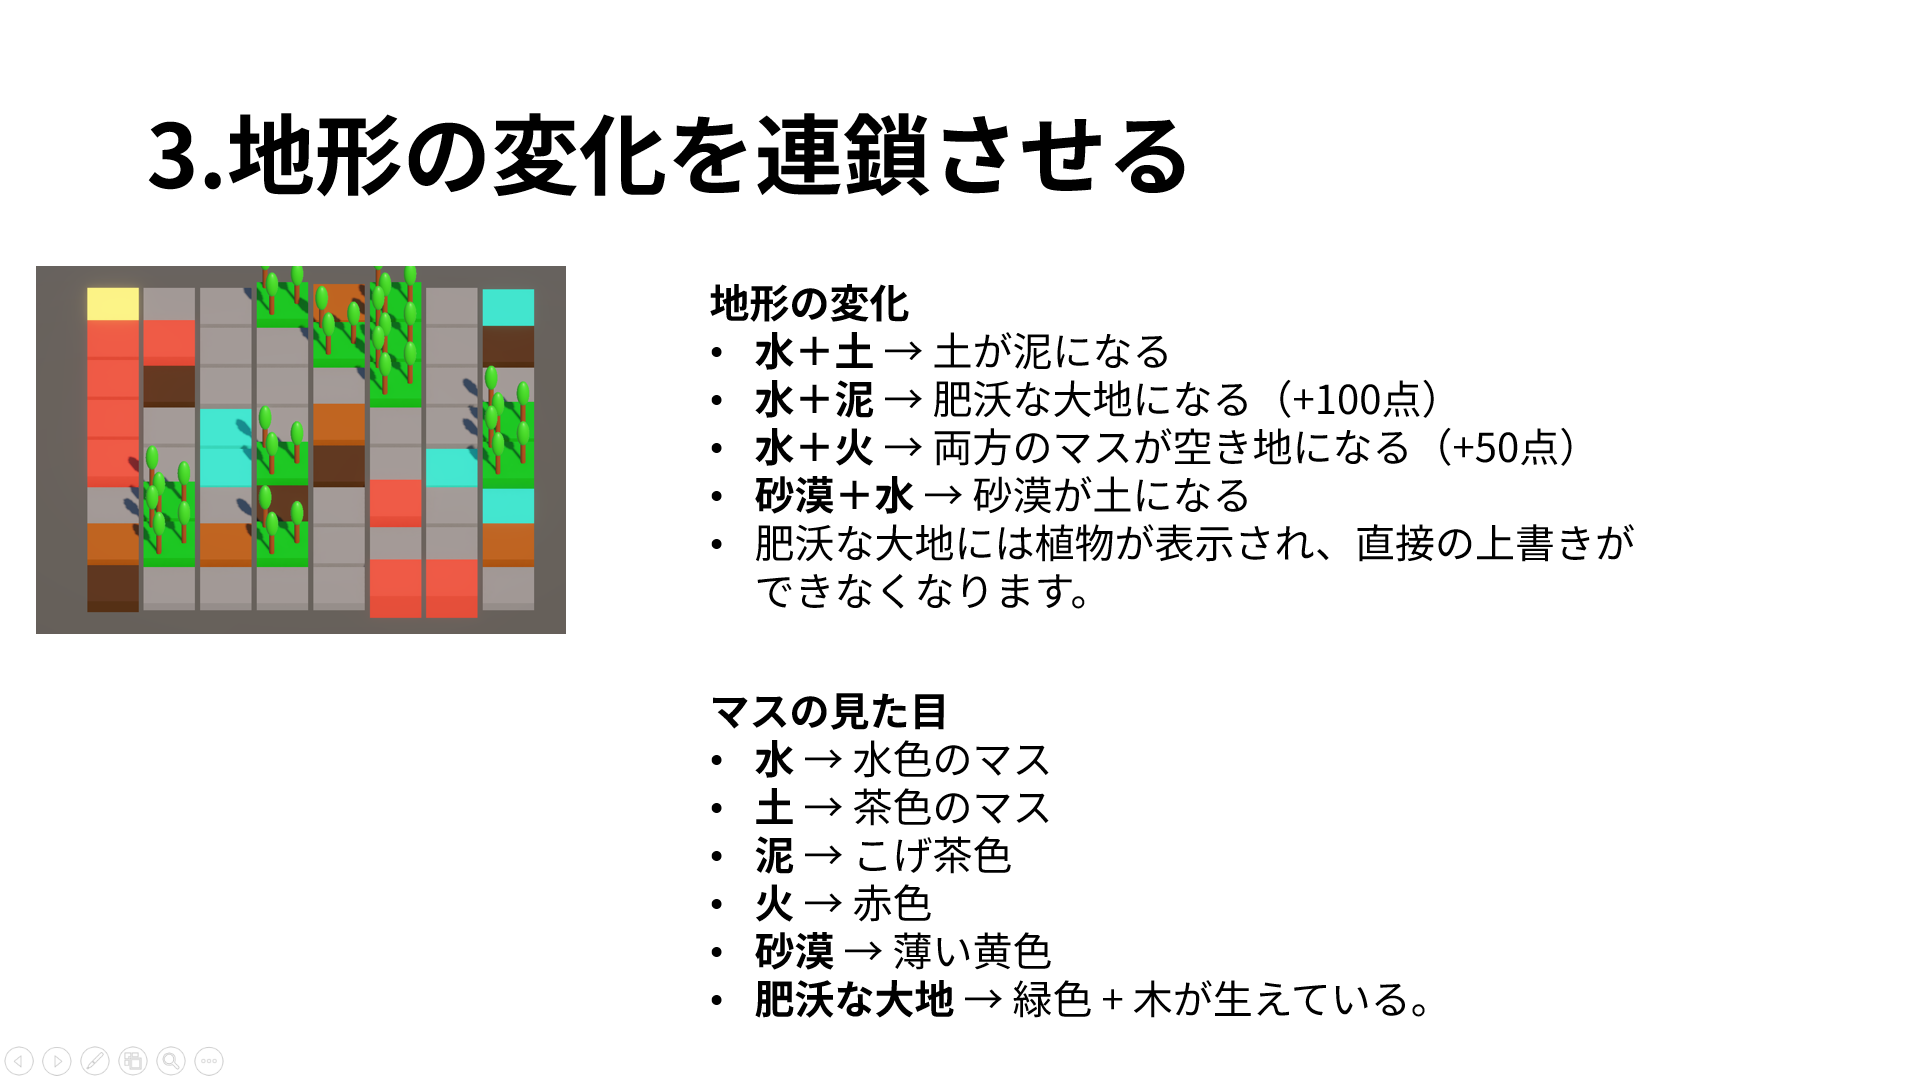 3.地形の変化を連鎖させる
地形の変化
• 水＋土 → 土が泥になる
• 水＋泥 → 肥沃な大地になる（+100点）
• 水＋火 → 両方のマスが空き地になる（+50点）
• 砂漠＋水 → 砂漠が土になる
• 肥沃な大地には植物が表示され、直接の上書きが
できなくなります。
マスの見た目
• 水 → 水色のマス
• 土 → 茶色のマス
• 泥 → こげ茶色
• 火 → 赤色
• 砂漠 → 薄い黄色
• 肥沃な大地 → 緑色 + 木が生えている。